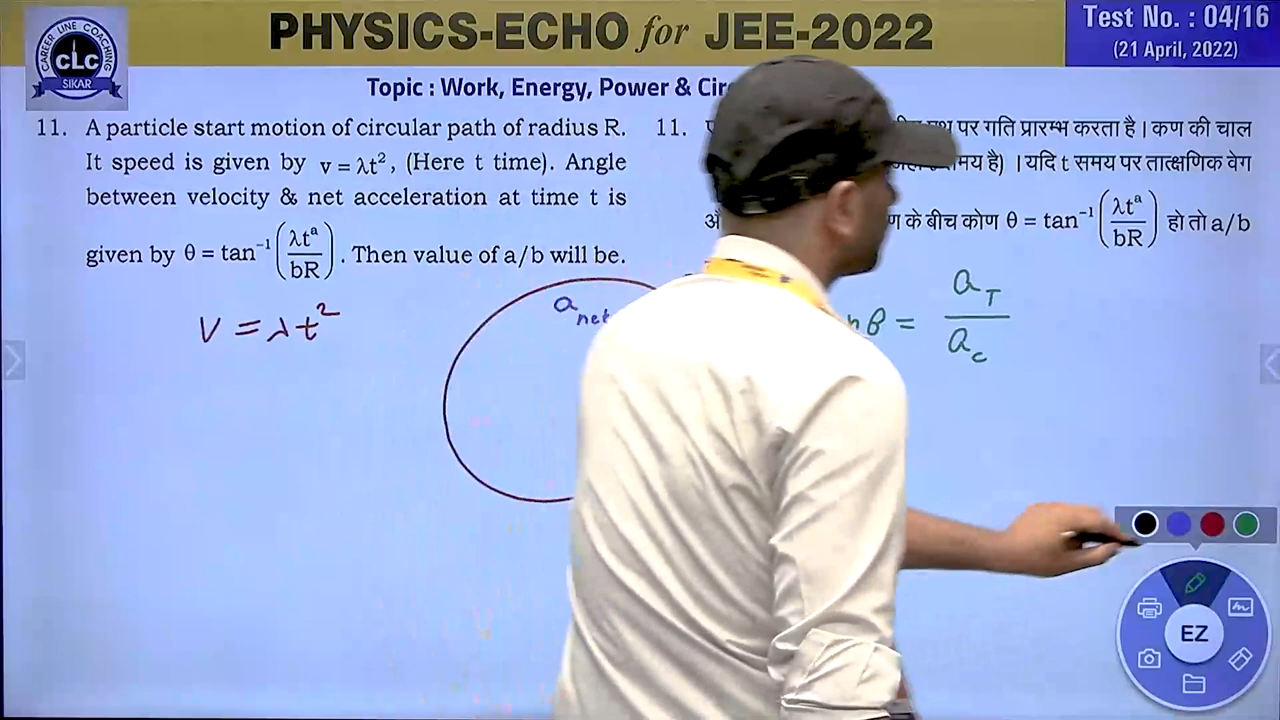 PHYSICS-ECHO for JEE-2022
Test No. : 04/16
(21 April, 2022)
CAREER LINE COACHING
CLC
SIKAR
Topic : Work, Energy, Power &
11. A particle start motion of circular path of radius R.
It speed is given by v = λt², (Here t time). Angle
between velocity & net acceleration at time t is
given by θ = tan⁻¹(λtᵃ/bR). Then value of a/b will be.
11. पर गति प्रारम्भ करता है। कण की चाल
है) । यदि t समय पर तात्क्षणिक वेग
के बीच कोण θ = tan⁻¹(λtᵃ/bR) हो तो a/b
v = λt²
a net
β = a_T/a_c
EZ